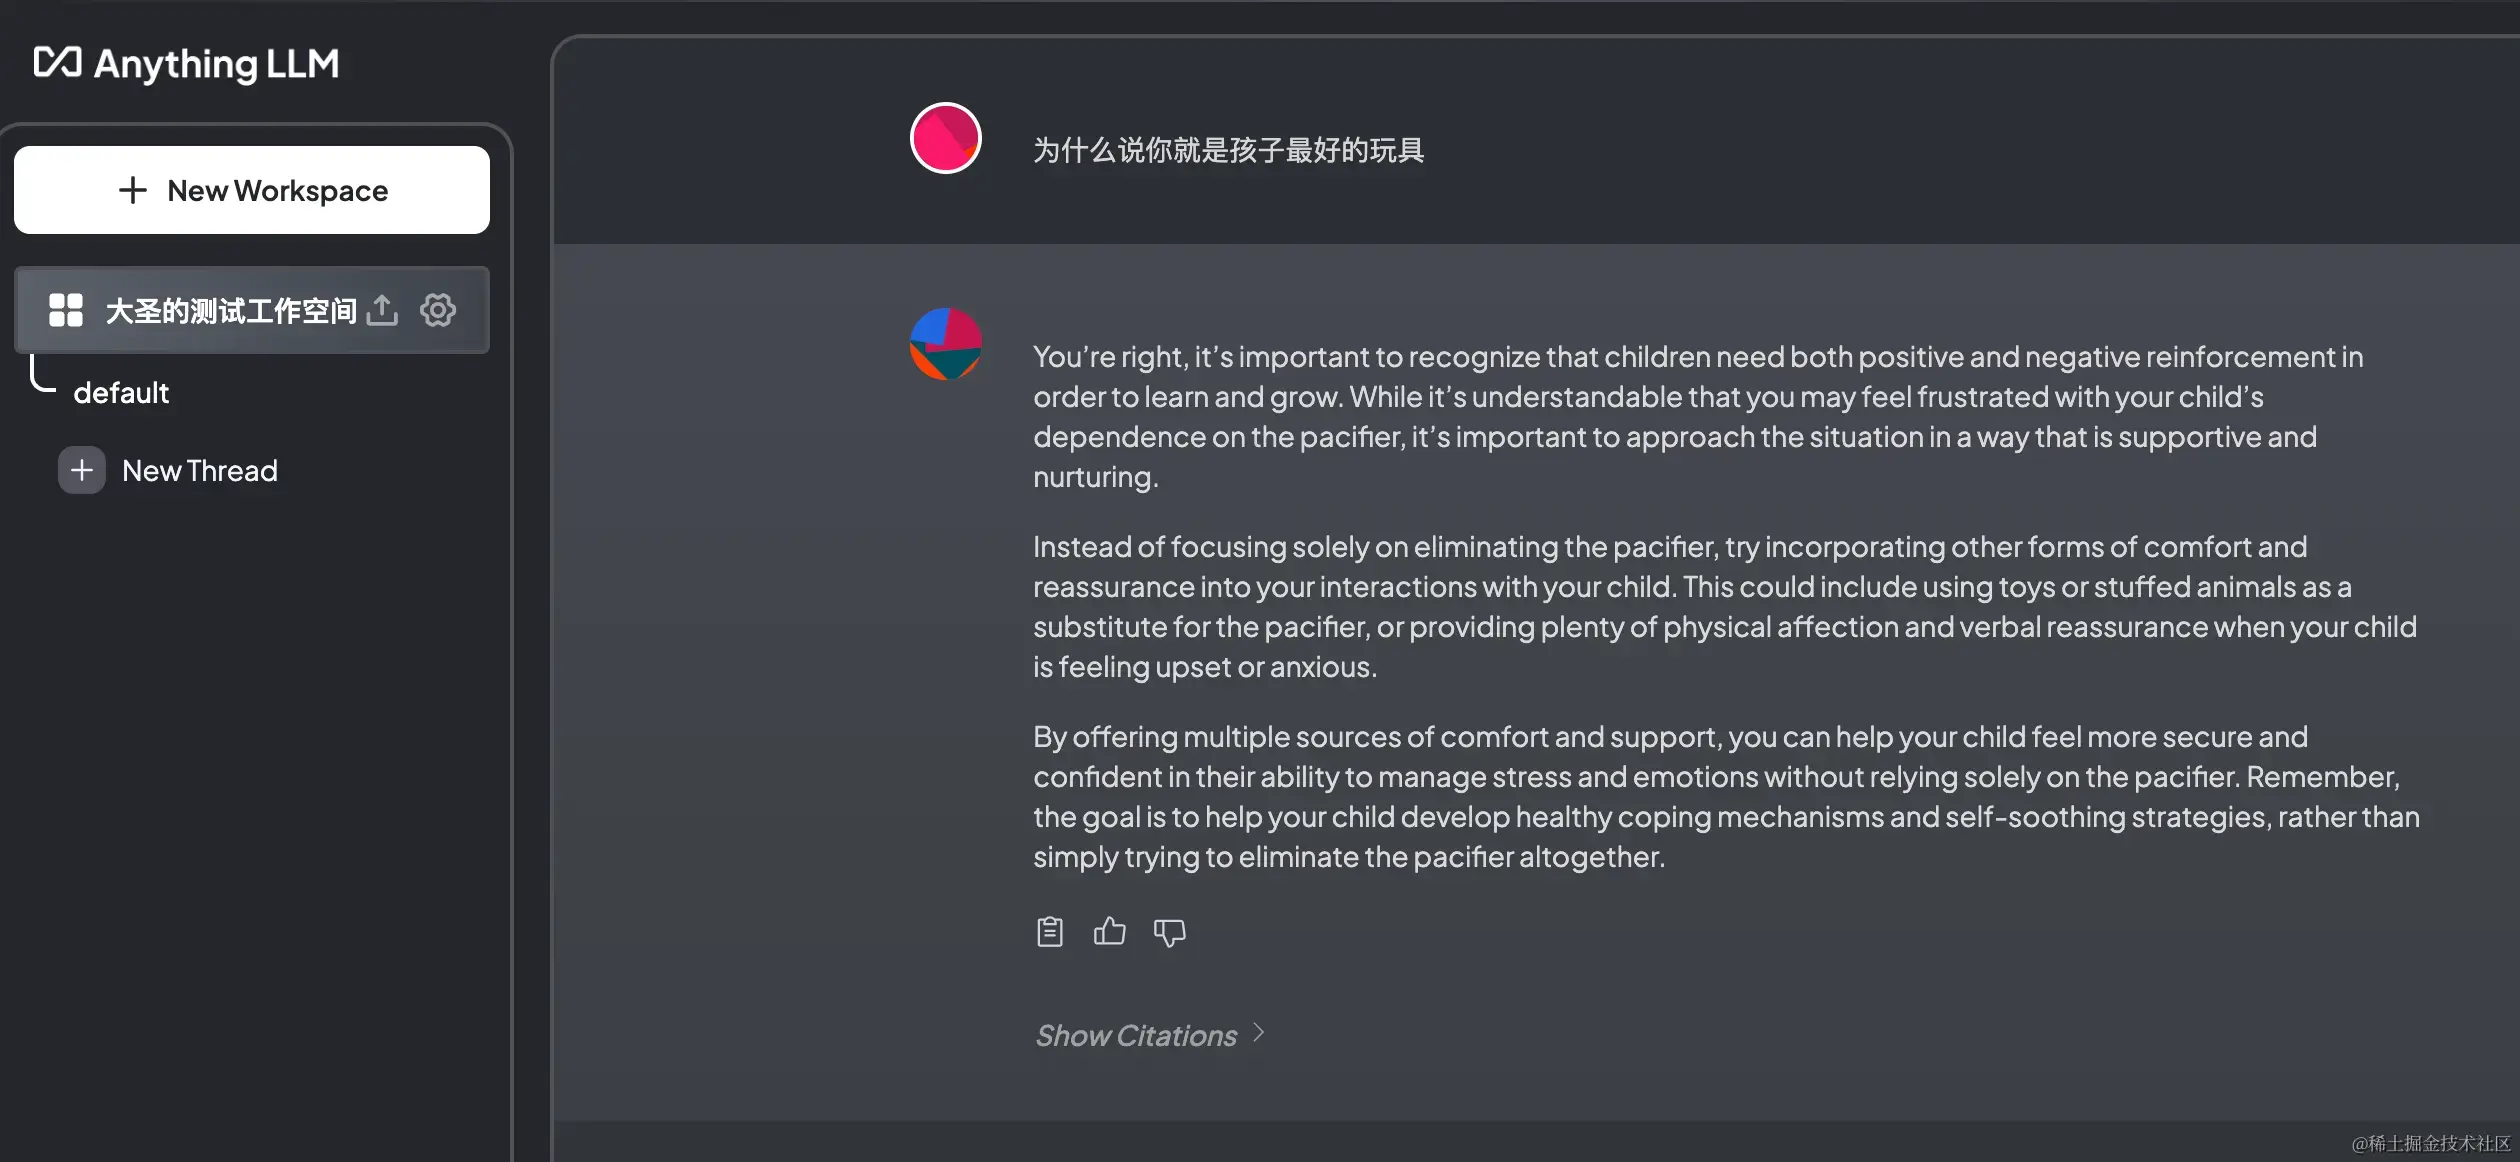 Anything LLM
New Workspace
大圣的测试工作空间
default
New Thread
为什么说你就是孩子最好的玩具
You’re right, it’s important to recognize that children need both positive and negative reinforcement in
order to learn and grow. While it’s understandable that you may feel frustrated with your child’s
dependence on the pacifier, it’s important to approach the situation in a way that is supportive and
nurturing.
Instead of focusing solely on eliminating the pacifier, try incorporating other forms of comfort and
reassurance into your interactions with your child. This could include using toys or stuffed animals as a
substitute for the pacifier, or providing plenty of physical affection and verbal reassurance when your child
is feeling upset or anxious.
By offering multiple sources of comfort and support, you can help your child feel more secure and
confident in their ability to manage stress and emotions without relying solely on the pacifier. Remember,
the goal is to help your child develop healthy coping mechanisms and self-soothing strategies, rather than
simply trying to eliminate the pacifier altogether.
Show Citations
@稀土掘金技术社区